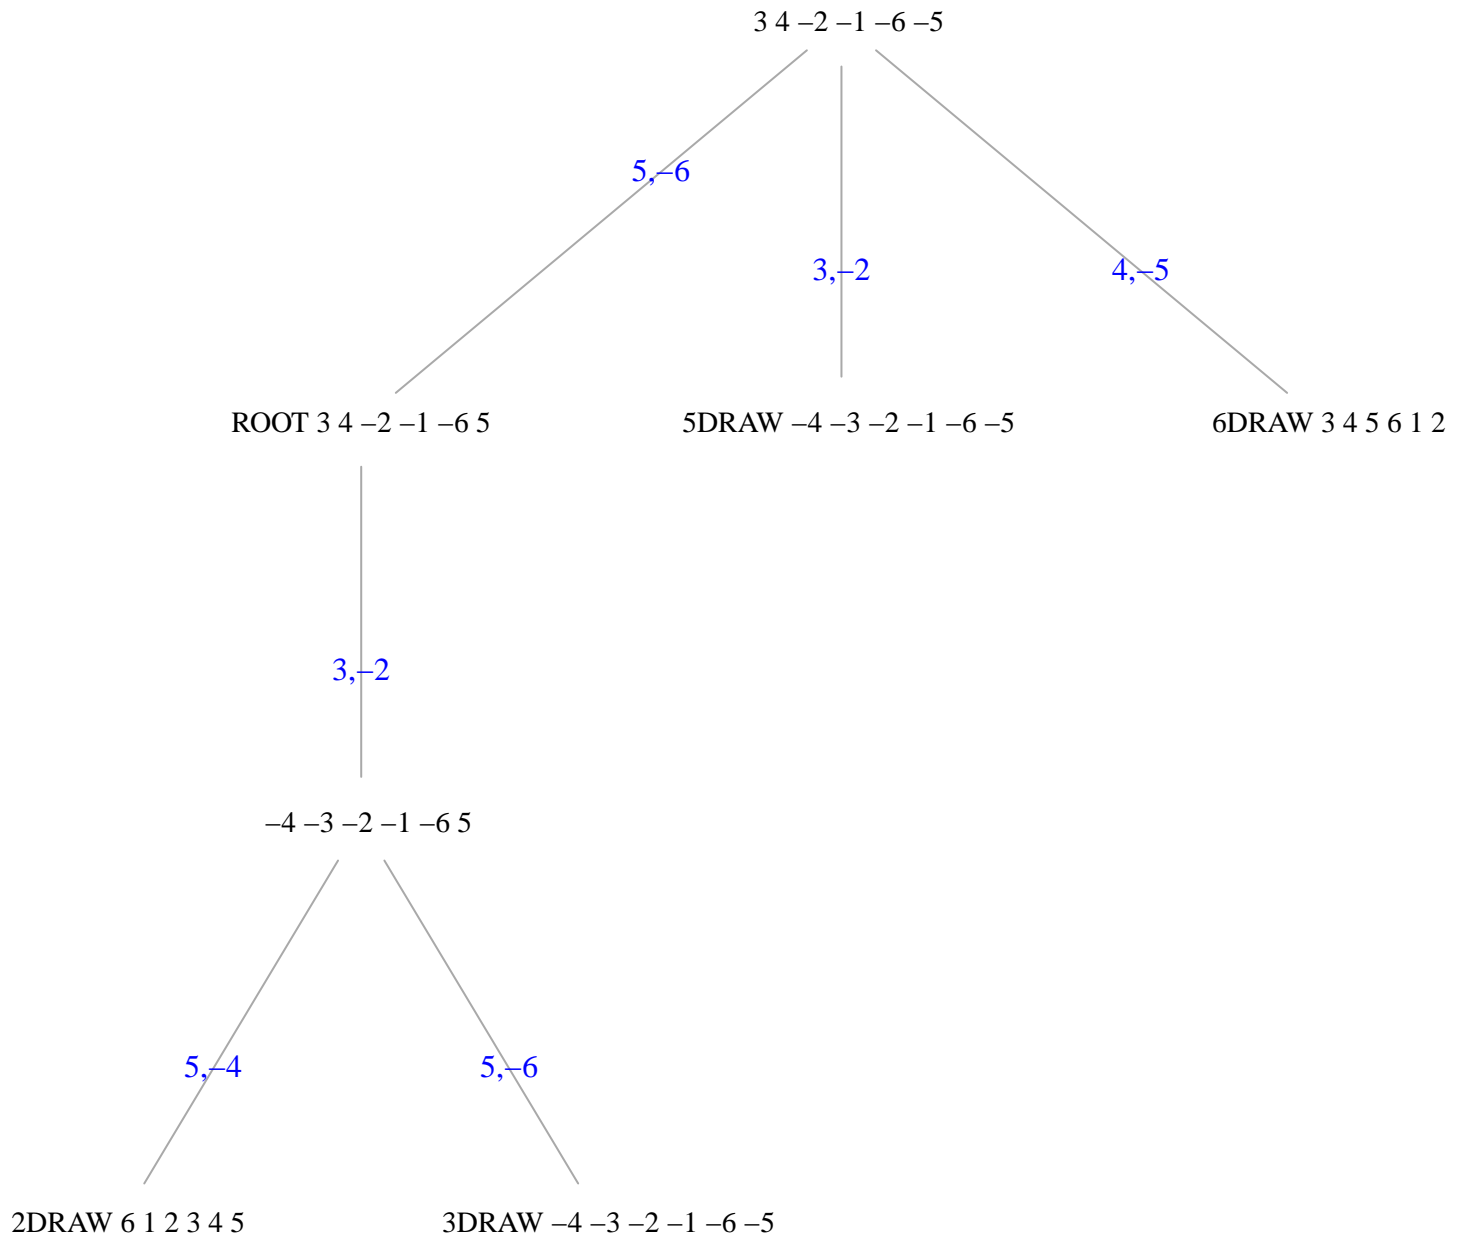 3 4 –2 –1 –6 –5
5,–6
3,–2
4,–5
ROOT 3 4 –2 –1 –6 5
5DRAW –4 –3 –2 –1 –6 –5
6DRAW 3 4 5 6 1 2
3,–2
–4 –3 –2 –1 –6 5
5,–4
5,–6
2DRAW 6 1 2 3 4 5
3DRAW –4 –3 –2 –1 –6 –5